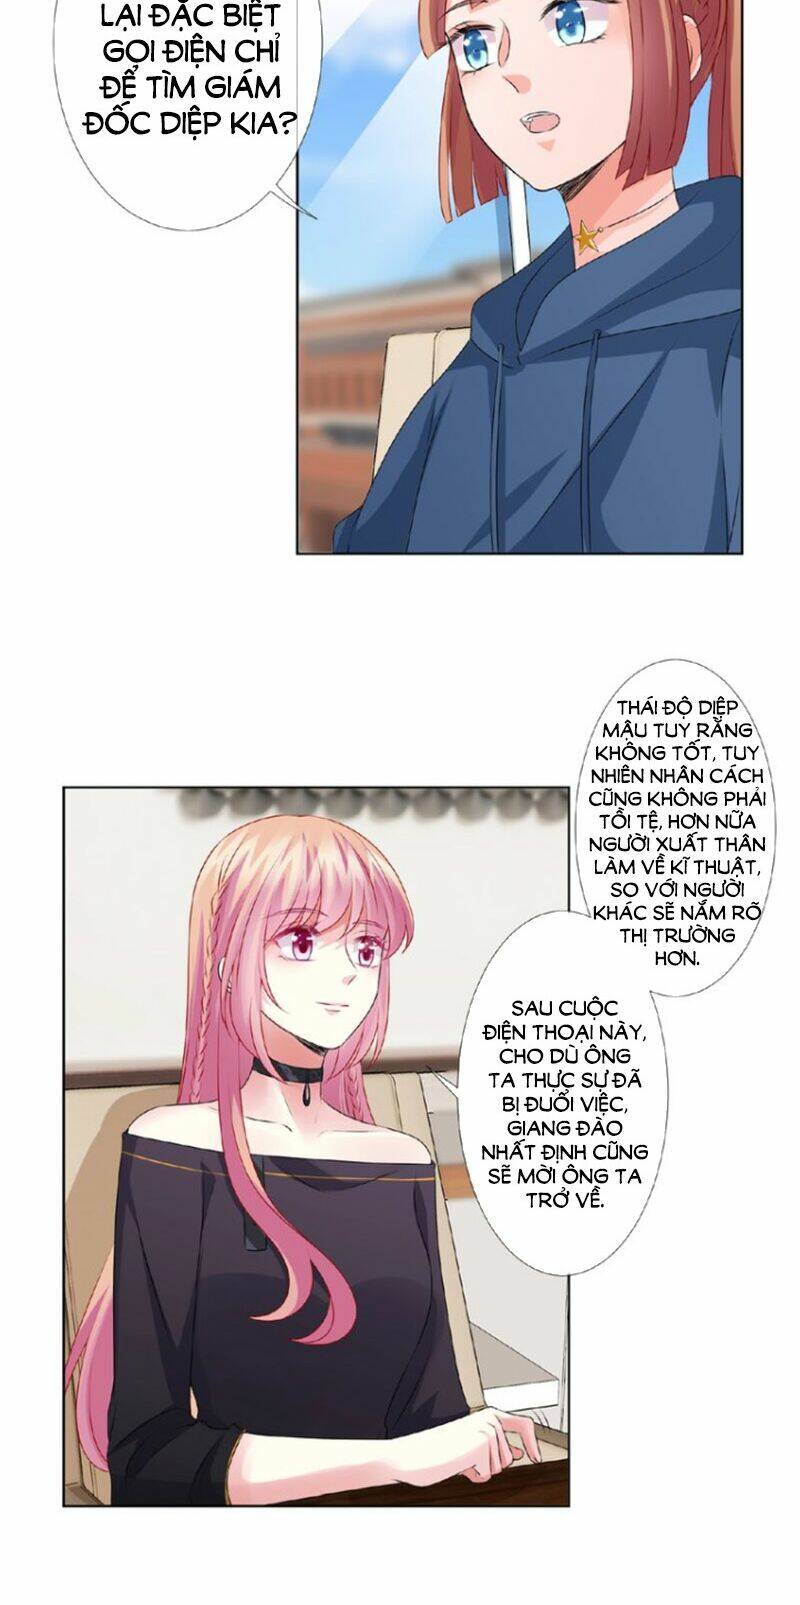 LẠI ĐẶC BIỆT
GỌI ĐIỆN CHỈ
ĐỂ TÌM GIÁM
ĐỐC DIỆP KIA?
THÁI ĐỘ DIỆP
MẬU TUY RẰNG
KHÔNG TỐT, TUY
NHIÊN NHÂN CÁCH
CŨNG KHÔNG PHẢI
TỒI TỆ, HƠN NỮA
NGƯỜI XUẤT THÂN
LÀM VỀ KĨ THUẬT,
SO VỚI NGƯỜI
KHÁC SẼ NẮM RÕ
THỊ TRƯỜNG
HƠN.
SAU CUỘC
ĐIỆN THOẠI NÀY,
CHO DÙ ÔNG
TA THỰC SỰ ĐÃ
BỊ ĐUỔI VIỆC,
GIANG ĐÀO
NHẤT ĐỊNH CŨNG
SẼ MỜI ÔNG TA
TRỞ VỀ.